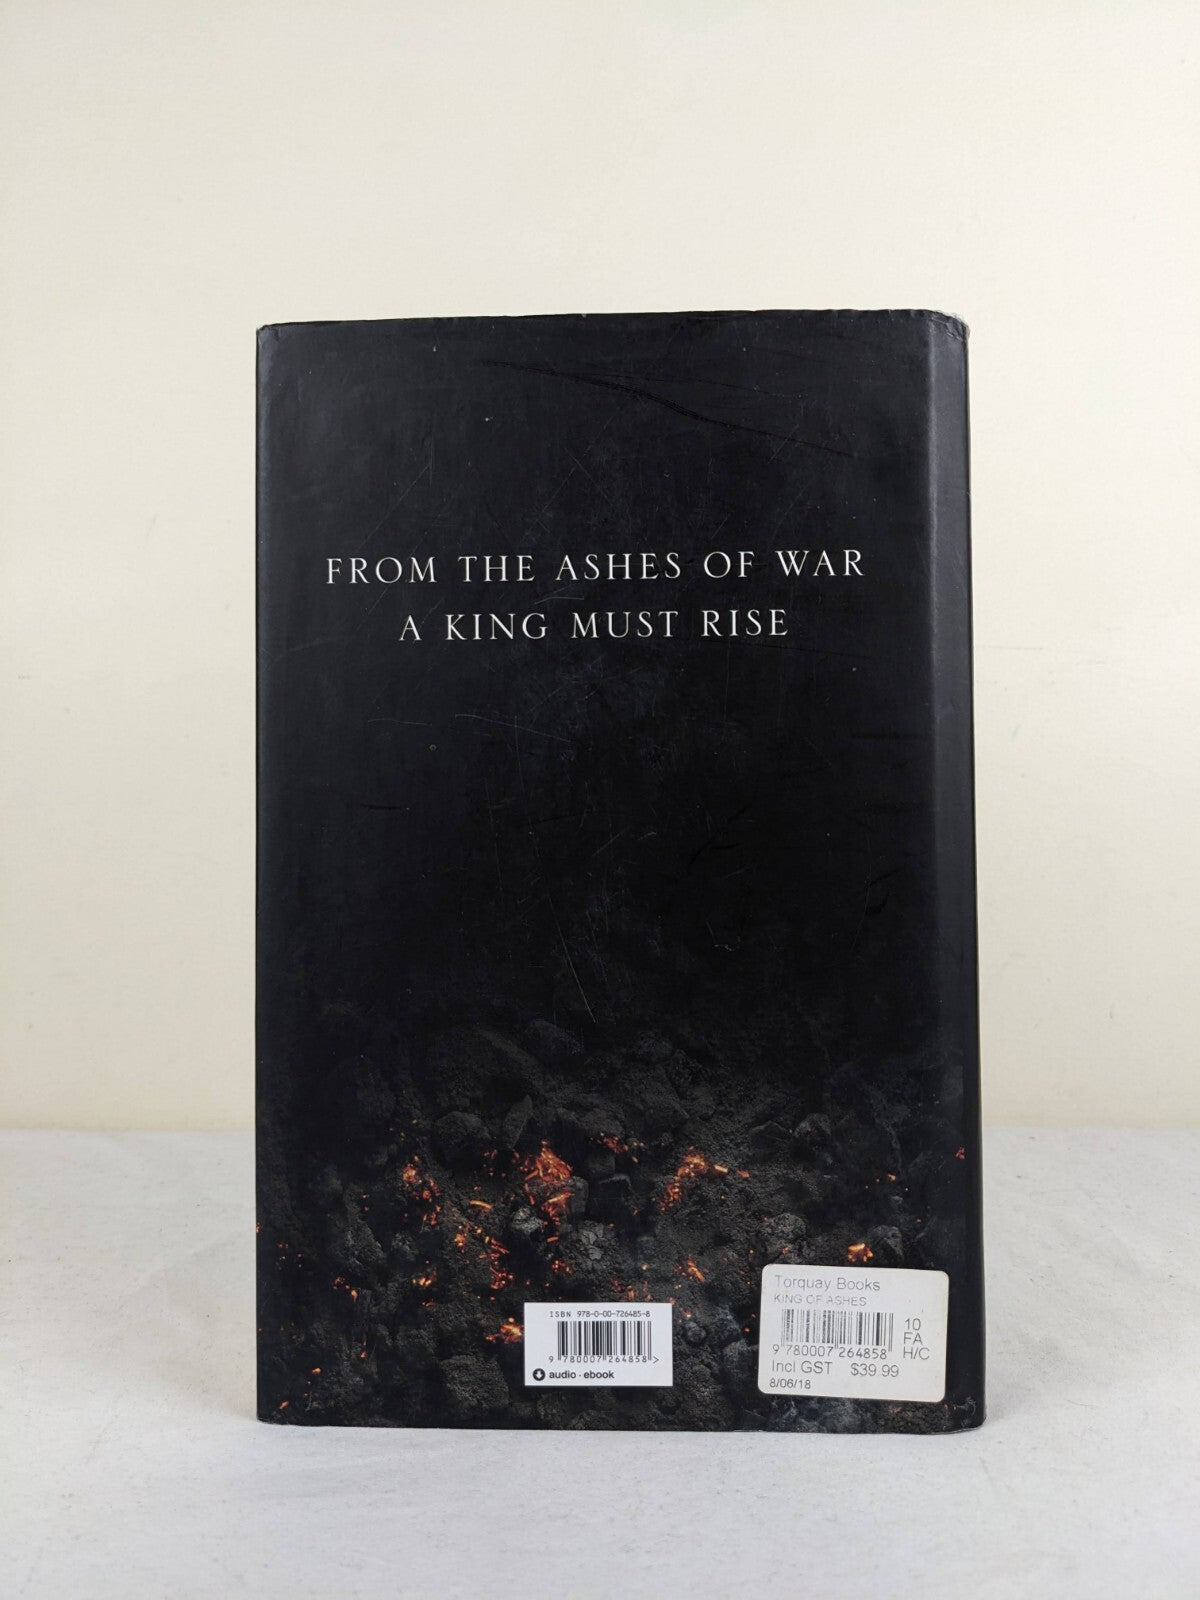 FROM THE ASHES OF WAR
A KING MUST RISE
ISBN 978-0-00-726485-8
9 780007 264858 >
audio · ebook
Torquay Books
KING OF ASHES
9 780007 264858
10
FA
H/C
Incl GST $39.99
8/06/18